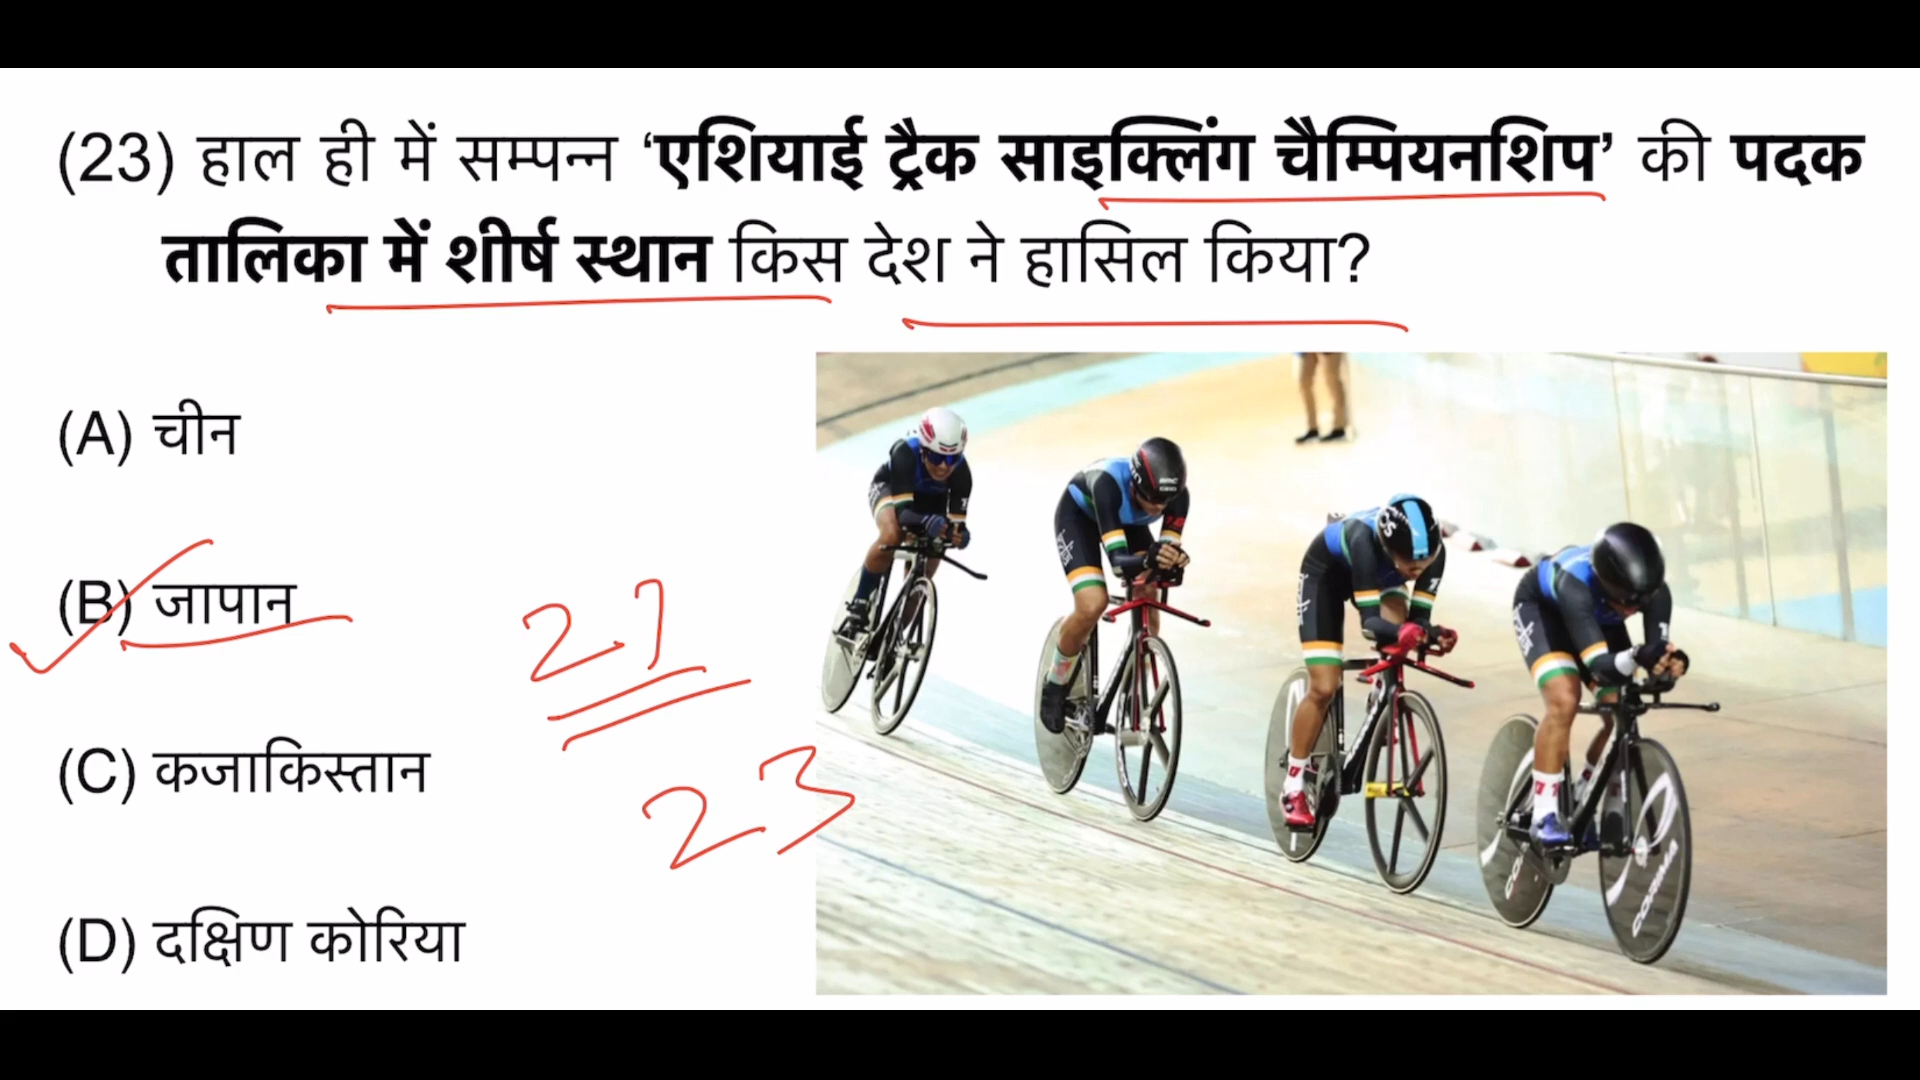 (23) हाल ही में सम्पन्न ‘एशियाई ट्रैक साइक्लिंग चैम्पियनशिप’ की पदक
तालिका में शीर्ष स्थान किस देश ने हासिल किया?
(A) चीन
(B) जापान
21
(C) कजाकिस्तान
23
(D) दक्षिण कोरिया